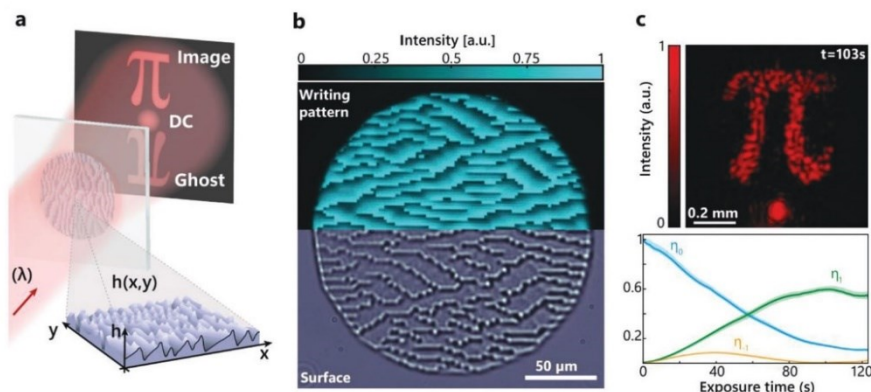 a
Image
DC
Ghost
(λ)
h(x,y)
y
h
x
b
Intensity [a.u.]
0 0.25 0.5 0.75 1
Writing
pattern
Surface
50 µm
c
1
Intensity (a.u.)
0
t=103s
0.2 mm
1
0.6
0.2
η₀
η₁
η₋₁
0 40 80 120
Exposure time (s)